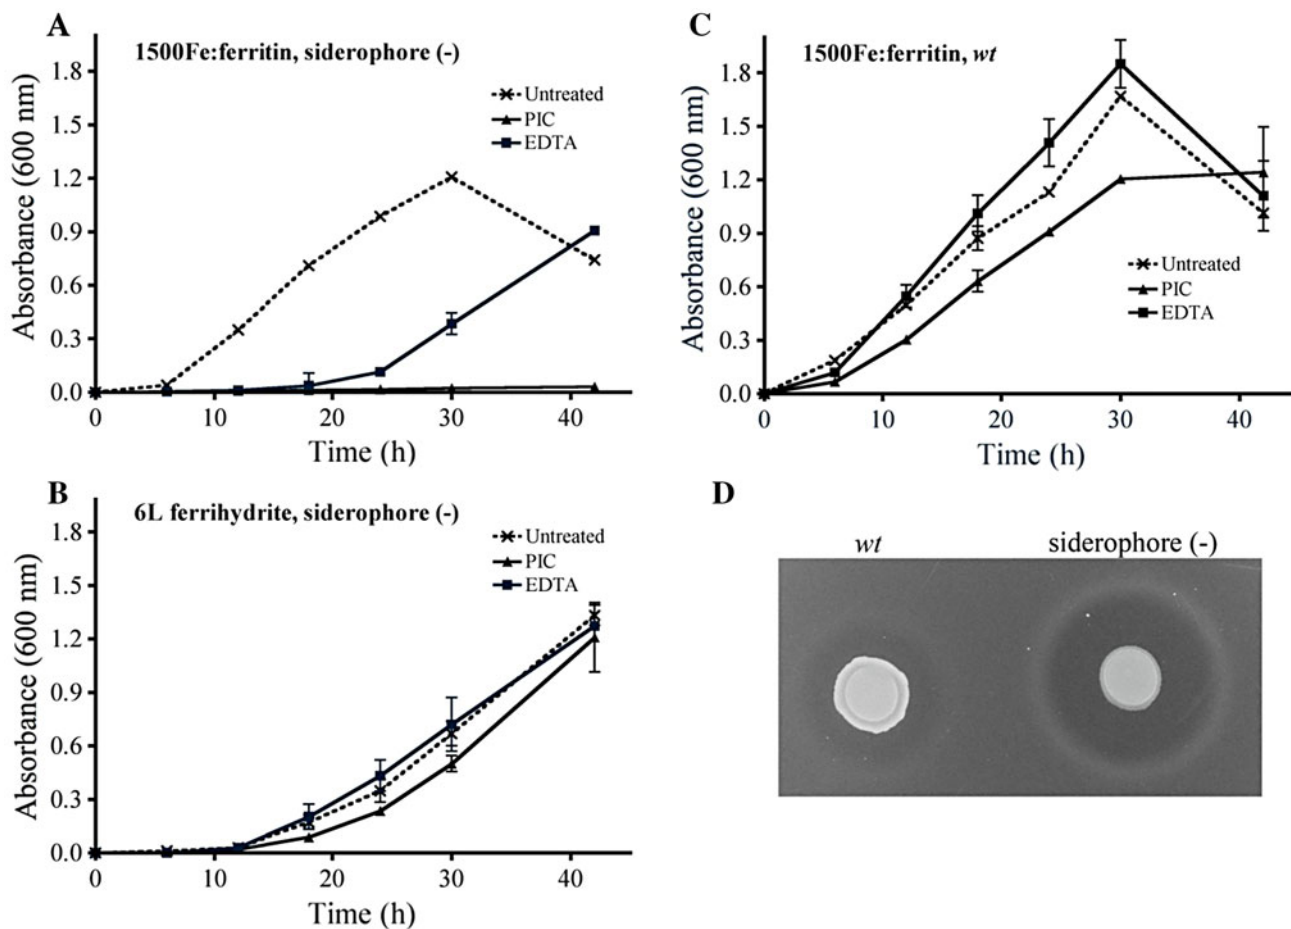 A
1500Fe:ferritin, siderophore (-)
Absorbance (600 nm)
1.8
1.5
1.2
0.9
0.6
0.3
0.0
Untreated
PIC
EDTA
0
10
20
30
40
Time (h)
B
6L ferrihydrite, siderophore (-)
Absorbance (600 nm)
1.8
1.5
1.2
0.9
0.6
0.3
0.0
Untreated
PIC
EDTA
0
10
20
30
40
Time (h)
C
1500Fe:ferritin, wt
Absorbance (600 nm)
1.8
1.5
1.2
0.9
0.6
0.3
0.0
Untreated
PIC
EDTA
0
10
20
30
40
Time (h)
D
wt
siderophore (-)